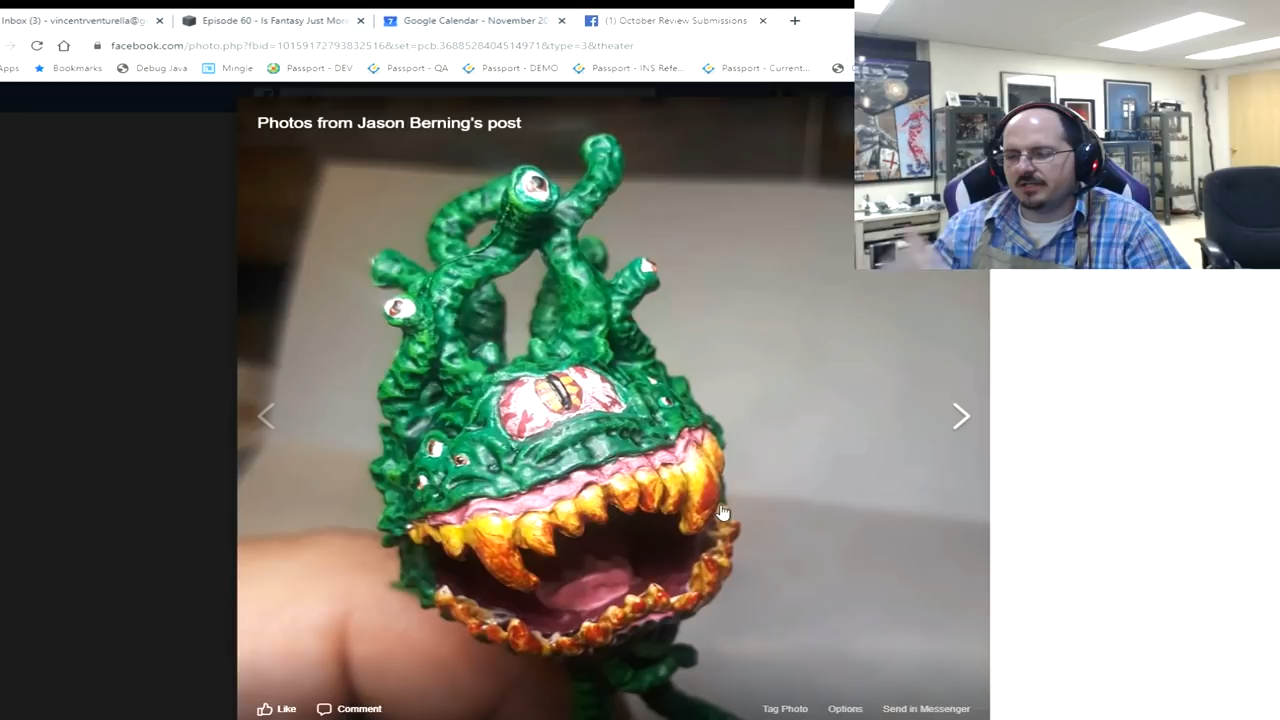 Inbox (3) - vincentrventurella@g
Episode 60 - Is Fantasy Just More
Google Calendar - November 20
(1) October Review Submissions
facebook.com/photo.php?fbid=10159172793832516&set=pcb.3688528404514971&type=3&theater
Apps Bookmarks Debug Java Mingle Passport - DEV Passport - QA Passport - DEMO Passport - INS Refe... Passport - Current...
Photos from Jason Berning's post
Like Comment Tag Photo Options Send in Messenger